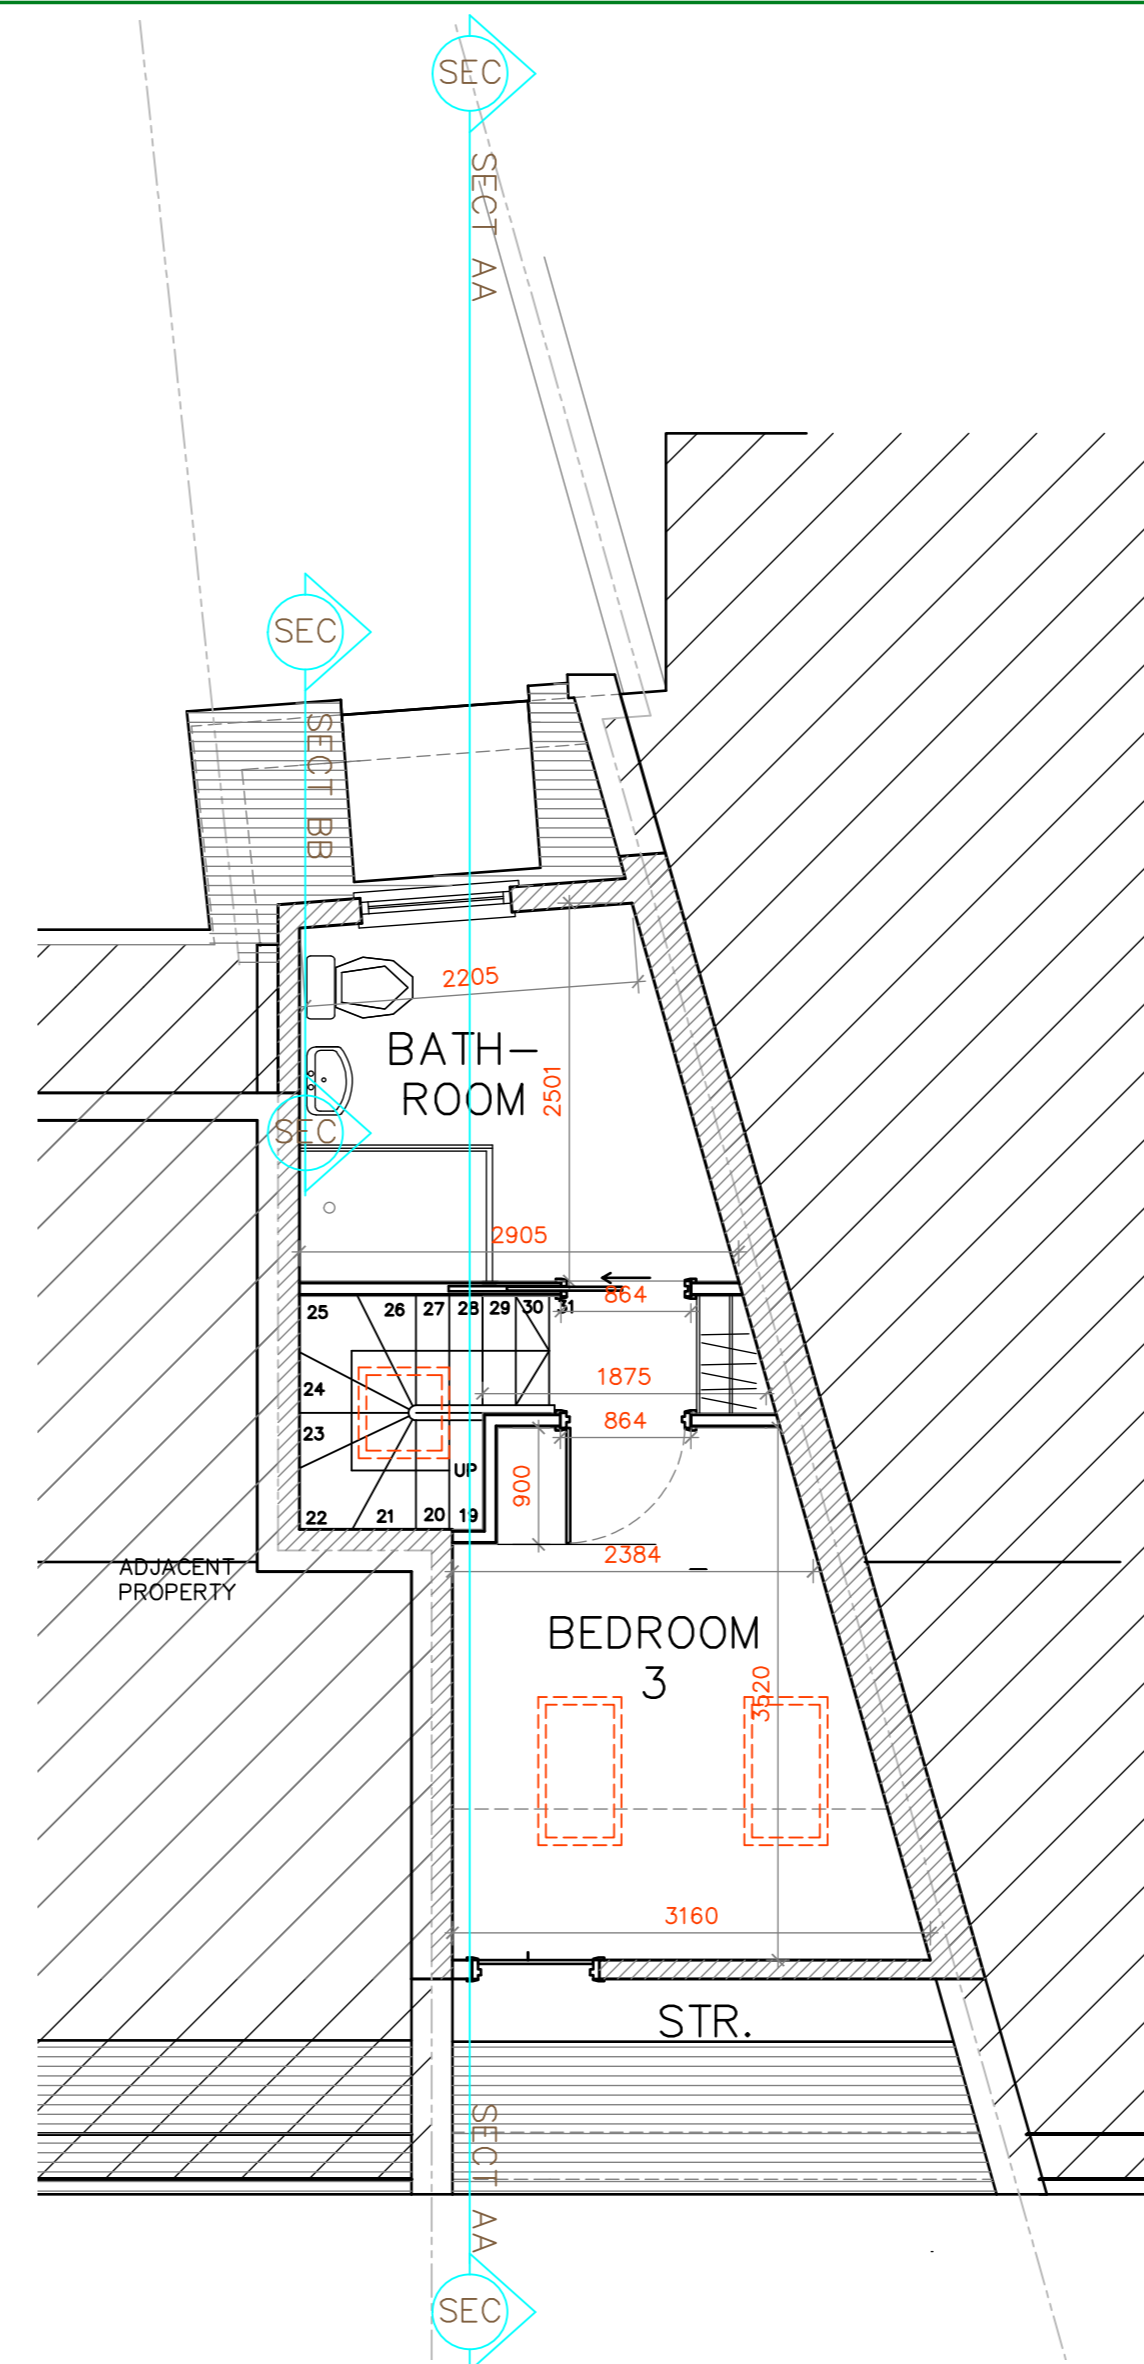 SEC
SECT AA
SEC
SECT BB
2205
BATH-
ROOM
2501
SEC
2905
864
25
26
27
28
29
30
31
1875
24
864
23
900
UP
22
21
20
19
2384
ADJACENT
PROPERTY
BEDROOM
3
3520
3160
STR.
SECT AA
SEC